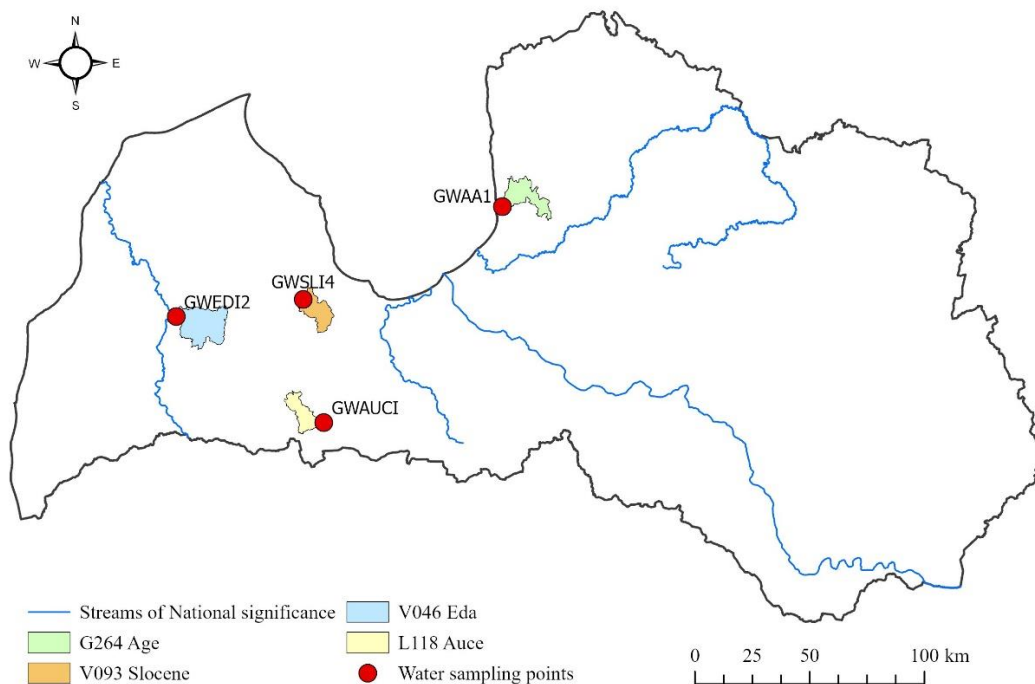 N
W E
S
GWAA1
GWSLI4
GWEDI2
GWAUCI
Streams of National significance
V046 Eda
G264 Age
L118 Auce
V093 Slocene
Water sampling points
0 25 50 100 km